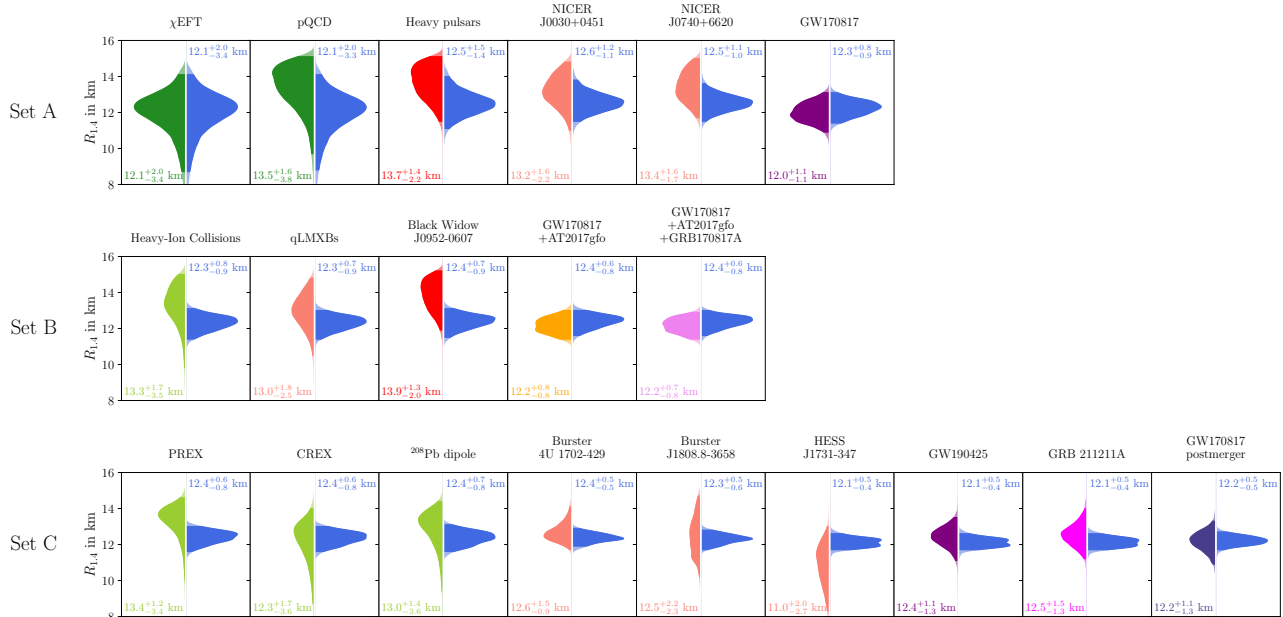 χEFT
pQCD
Heavy pulsars
NICER
J0030+0451
NICER
J0740+6620
GW170817
Set A
R_{1.4} in km
16
14
12
10
8
12.1^{+2.0}_{-3.4} km
12.1^{+2.0}_{-3.3} km
12.5^{+1.5}_{-1.4} km
12.6^{+1.2}_{-1.1} km
12.5^{+1.1}_{-1.0} km
12.3^{+0.8}_{-0.9} km
12.1^{+2.0}_{-3.4} km
13.5^{+1.6}_{-3.8} km
13.7^{+1.4}_{-2.2} km
13.2^{+1.6}_{-2.2} km
13.4^{+1.6}_{-1.7} km
12.0^{+1.1}_{-1.1} km
Heavy-Ion Collisions
qLMXBs
Black Widow
J0952-0607
GW170817
+AT2017gfo
GW170817
+AT2017gfo
+GRB170817A
Set B
R_{1.4} in km
16
14
12
10
8
12.3^{+0.8}_{-0.9} km
12.3^{+0.7}_{-0.9} km
12.4^{+0.7}_{-0.9} km
12.4^{+0.6}_{-0.8} km
12.4^{+0.6}_{-0.8} km
13.3^{+1.7}_{-3.5} km
13.0^{+1.8}_{-2.5} km
13.9^{+1.3}_{-2.0} km
12.2^{+0.8}_{-0.8} km
12.2^{+0.7}_{-0.8} km
PREX
CREX
²⁰⁸Pb dipole
Burster
4U 1702-429
Burster
J1808.8-3658
HESS
J1731-347
GW190425
GRB 211211A
GW170817
postmerger
Set C
R_{1.4} in km
16
14
12
10
8
12.4^{+0.6}_{-0.8} km
12.4^{+0.6}_{-0.8} km
12.4^{+0.7}_{-0.8} km
12.4^{+0.5}_{-0.5} km
12.3^{+0.5}_{-0.6} km
12.1^{+0.5}_{-0.4} km
12.1^{+0.5}_{-0.4} km
12.1^{+0.5}_{-0.4} km
12.2^{+0.5}_{-0.5} km
13.4^{+1.2}_{-3.4} km
12.3^{+1.7}_{-3.6} km
13.0^{+1.4}_{-3.6} km
12.6^{+1.5}_{-0.9} km
12.5^{+2.2}_{-2.3} km
11.0^{+2.0}_{-2.7} km
12.4^{+1.1}_{-1.3} km
12.5^{+1.5}_{-1.3} km
12.2^{+1.1}_{-1.3} km